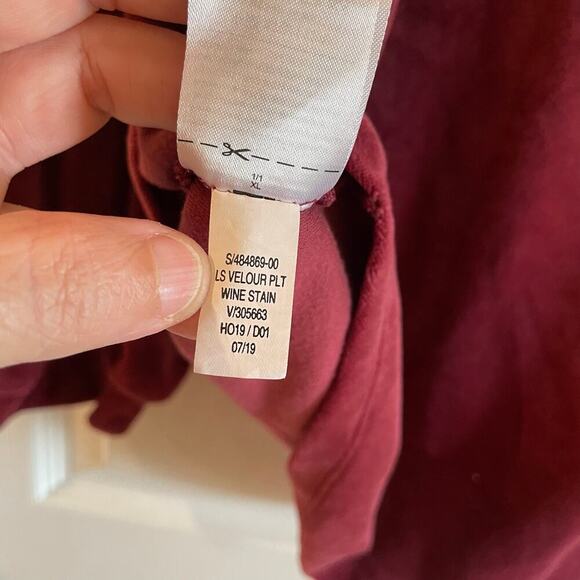 1/1
XL
S/484869-00
LS VELOUR PLT
WINE STAIN
V/305663
HO19 / D01
07/19